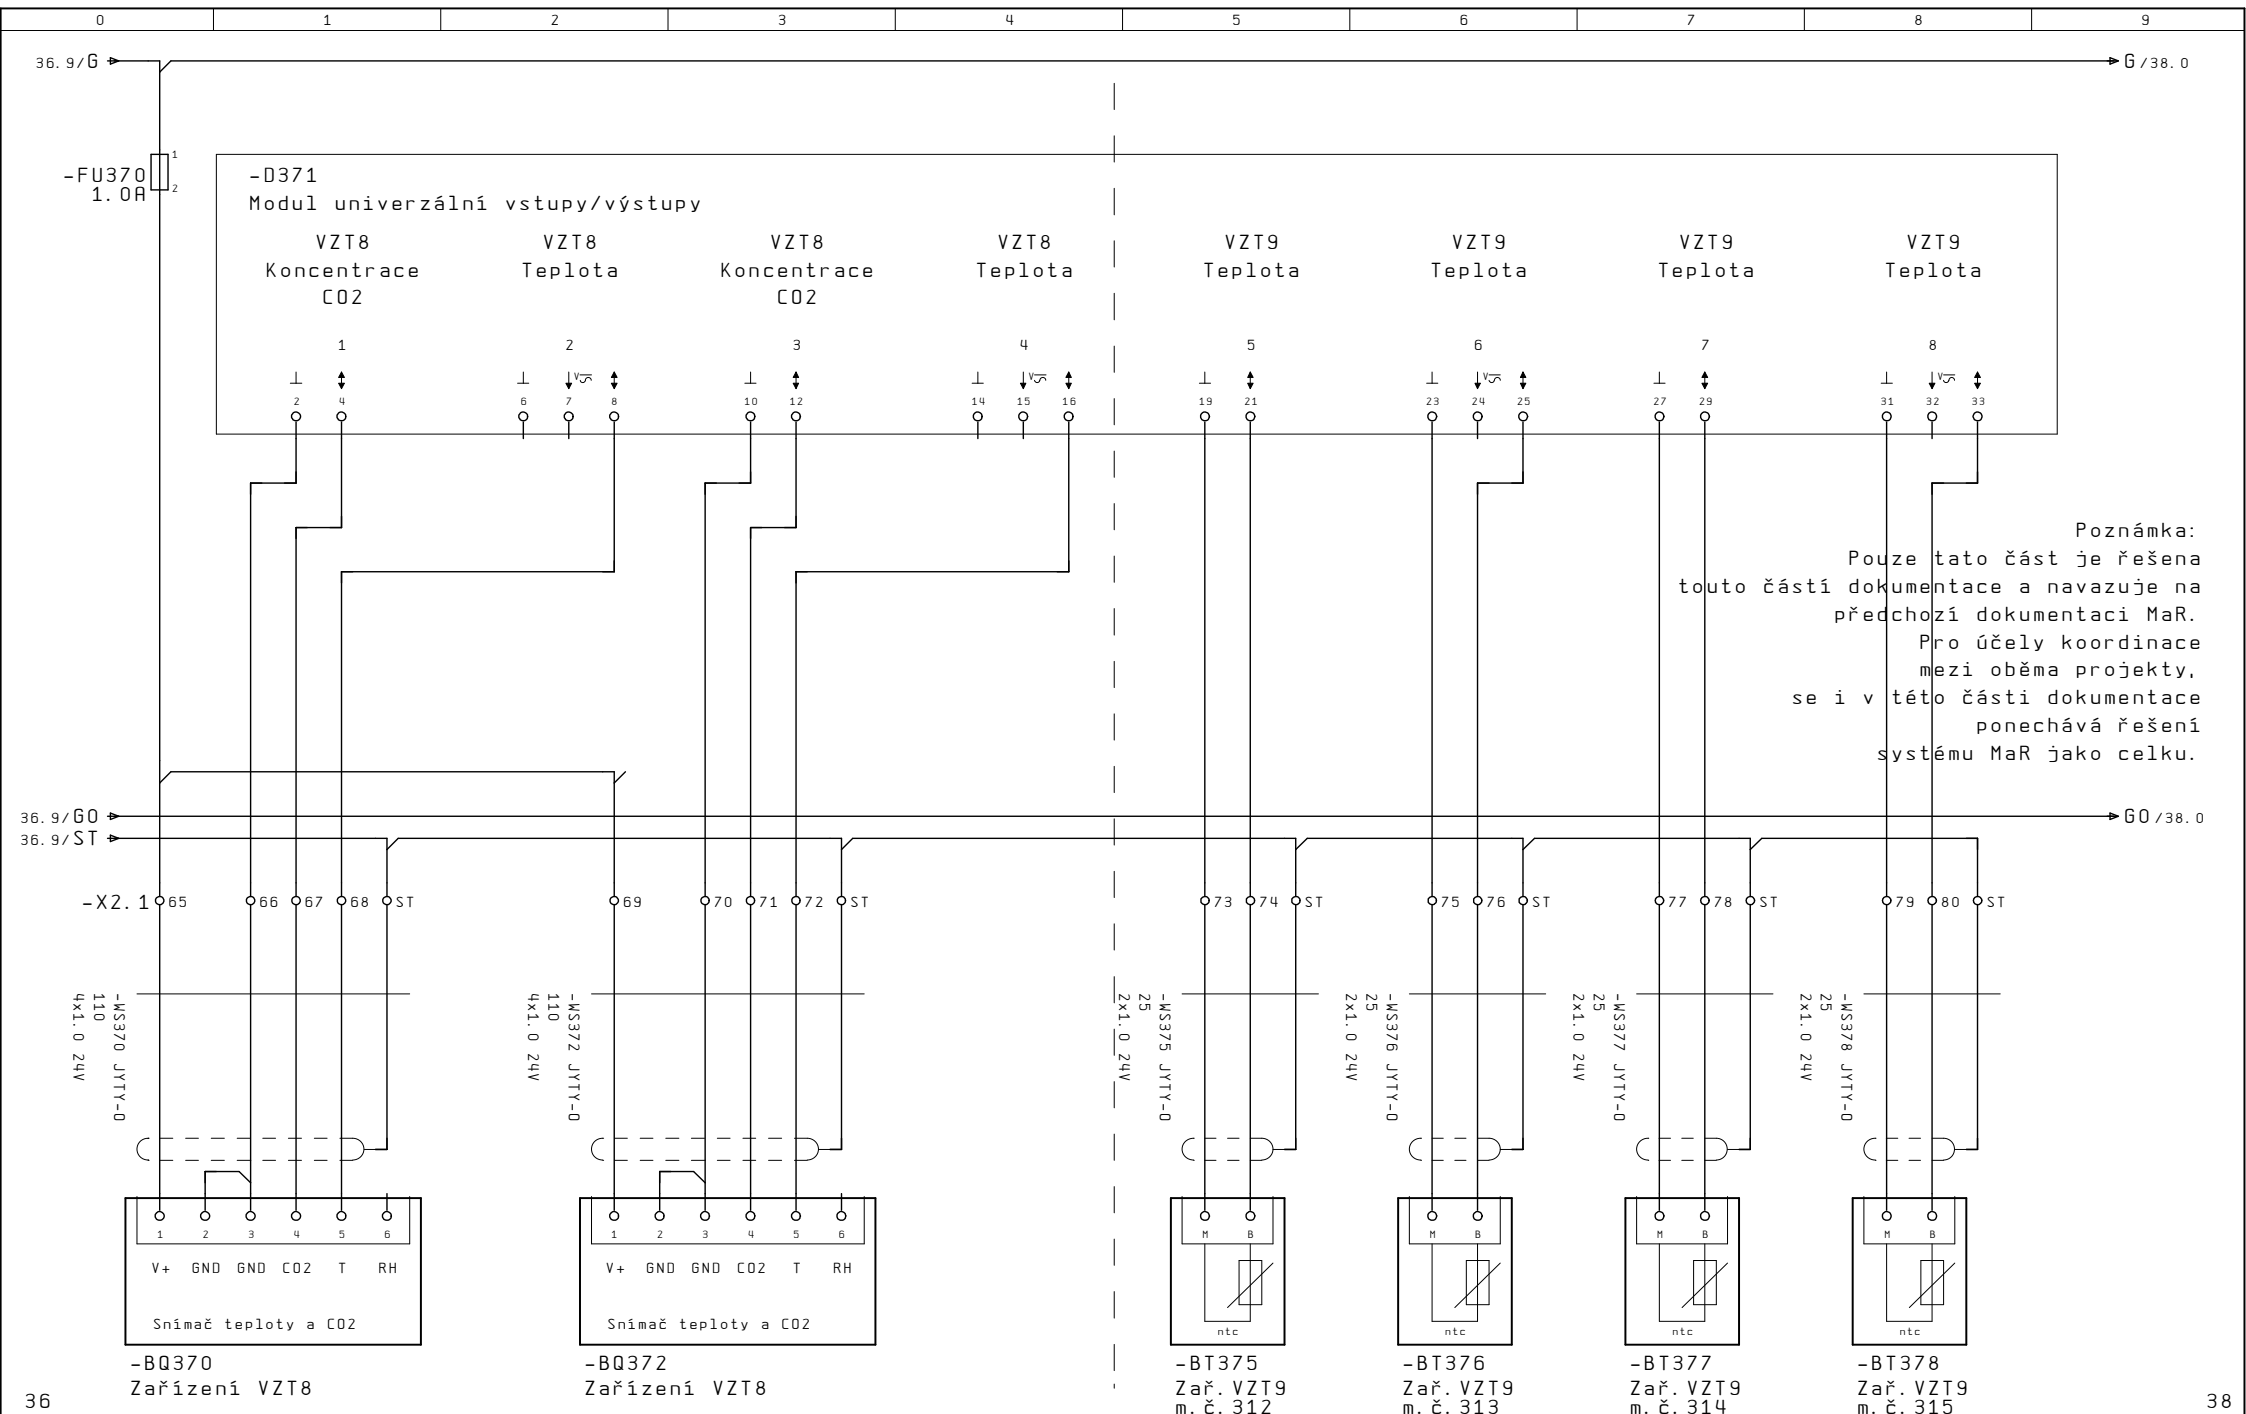 0 1 2 3 4 5 6 7 8 9
36.9/G G/38.0
-FU370
1.0A
1
2
-D371
Modul univerzální vstupy/výstupy
VZT8 VZT8 VZT8 VZT8 VZT9 VZT9 VZT9 VZT9
Koncentrace Teplota Koncentrace Teplota Teplota Teplota Teplota Teplota
CO2 CO2
1 2 3 4 5 6 7 8
2 4 6 7 8 10 12 14 15 16 19 21 23 24 25 27 29 31 32 33
Poznámka:
Pouze tato část je řešena
touto částí dokumentace a navazuje na
předchozí dokumentaci MaR.
Pro účely koordinace
mezi oběma projekty,
se i v této části dokumentace
ponechává řešení
systému MaR jako celku.
36.9/G0 G0/38.0
36.9/ST
-X2.1 65 66 67 68 ST 69 70 71 72 ST 73 74 ST 75 76 ST 77 78 ST 79 80 ST
-WS370 JYTY-O
110
4x1.0 24V
-WS372 JYTY-O
110
4x1.0 24V
-WS375 JYTY-O
25
2x1.0 24V
-WS376 JYTY-O
25
2x1.0 24V
-WS377 JYTY-O
25
2x1.0 24V
-WS378 JYTY-O
25
2x1.0 24V
1 2 3 4 5 6 1 2 3 4 5 6 M B M B M B M B
V+ GND GND CO2 T RH V+ GND GND CO2 T RH
Snímač teploty a CO2 Snímač teploty a CO2 ntc ntc ntc ntc
-BQ370 -BQ372 -BT375 -BT376 -BT377 -BT378
Zařízení VZT8 Zařízení VZT8 Zař.VZT9 Zař.VZT9 Zař.VZT9 Zař.VZT9
m.č.312 m.č.313 m.č.314 m.č.315
36 38